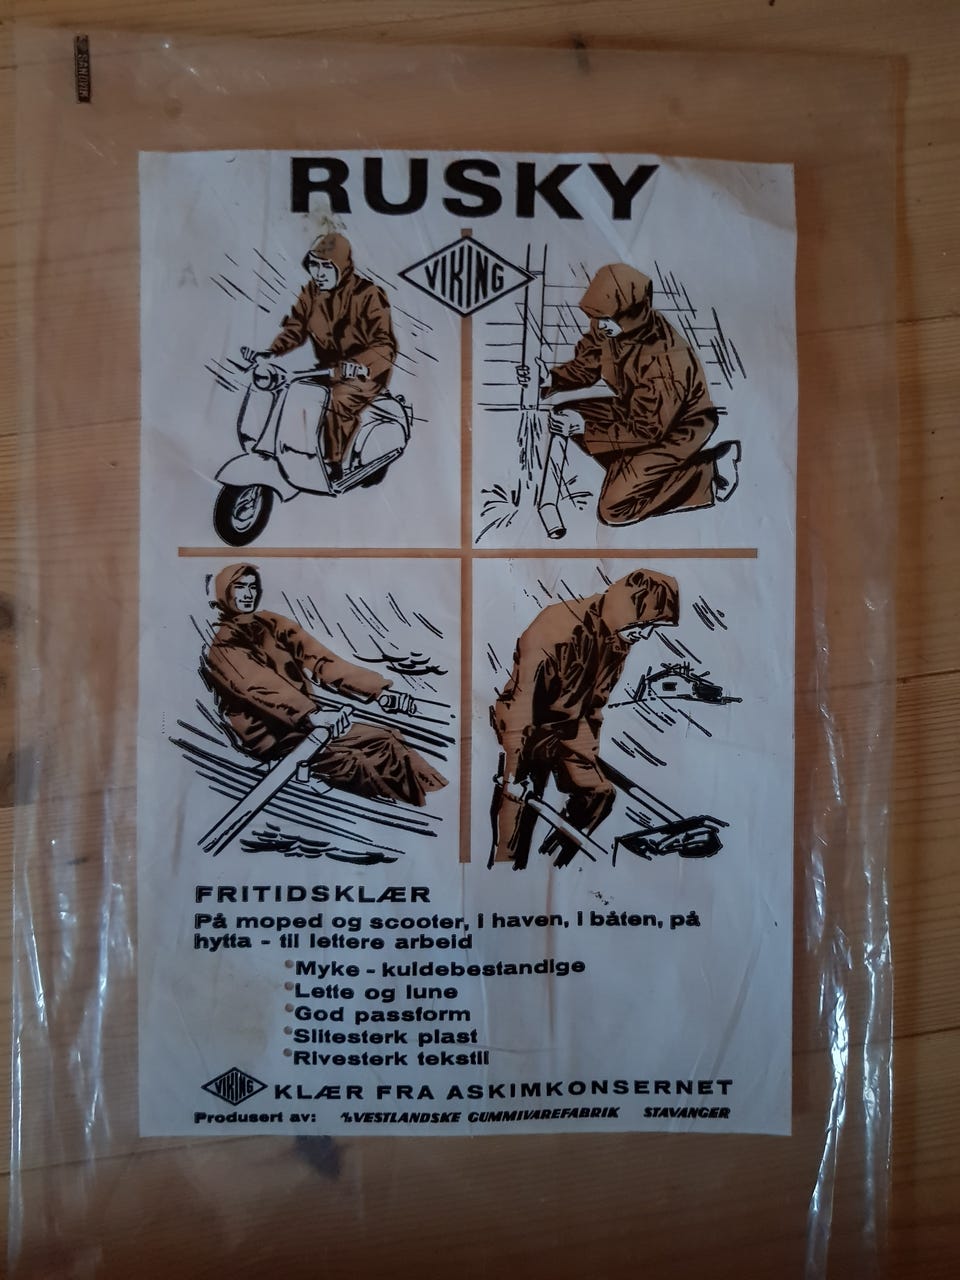 SANDVIK
RUSKY
VIKING
FRITIDSKLÆR
På moped og scooter, i haven, i båten, på
hytta - til lettere arbeid
Myke - kuldebestandige
Lette og lune
God passform
Slitesterk plast
Rivesterk tekstil
VIKING KLÆR FRA ASKIMKONSERNET
Produsert av: A/S VESTLANDSKE GUMMIVAREFABRIK STAVANGER